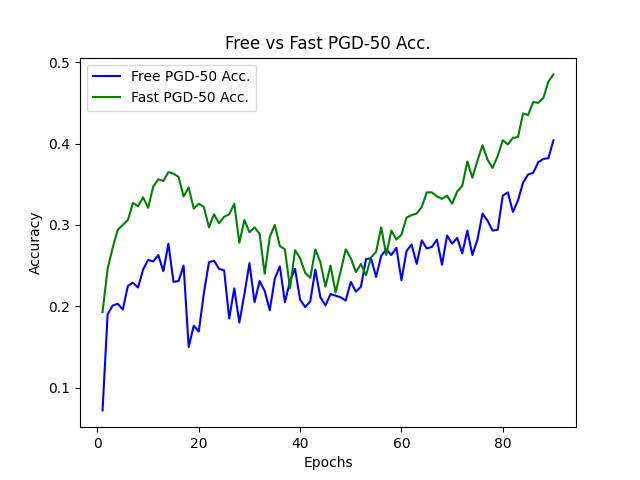 Free vs Fast PGD-50 Acc.
Free PGD-50 Acc.
Fast PGD-50 Acc.
0.5
0.4
0.3
0.2
0.1
Accuracy
0 20 40 60 80
Epochs